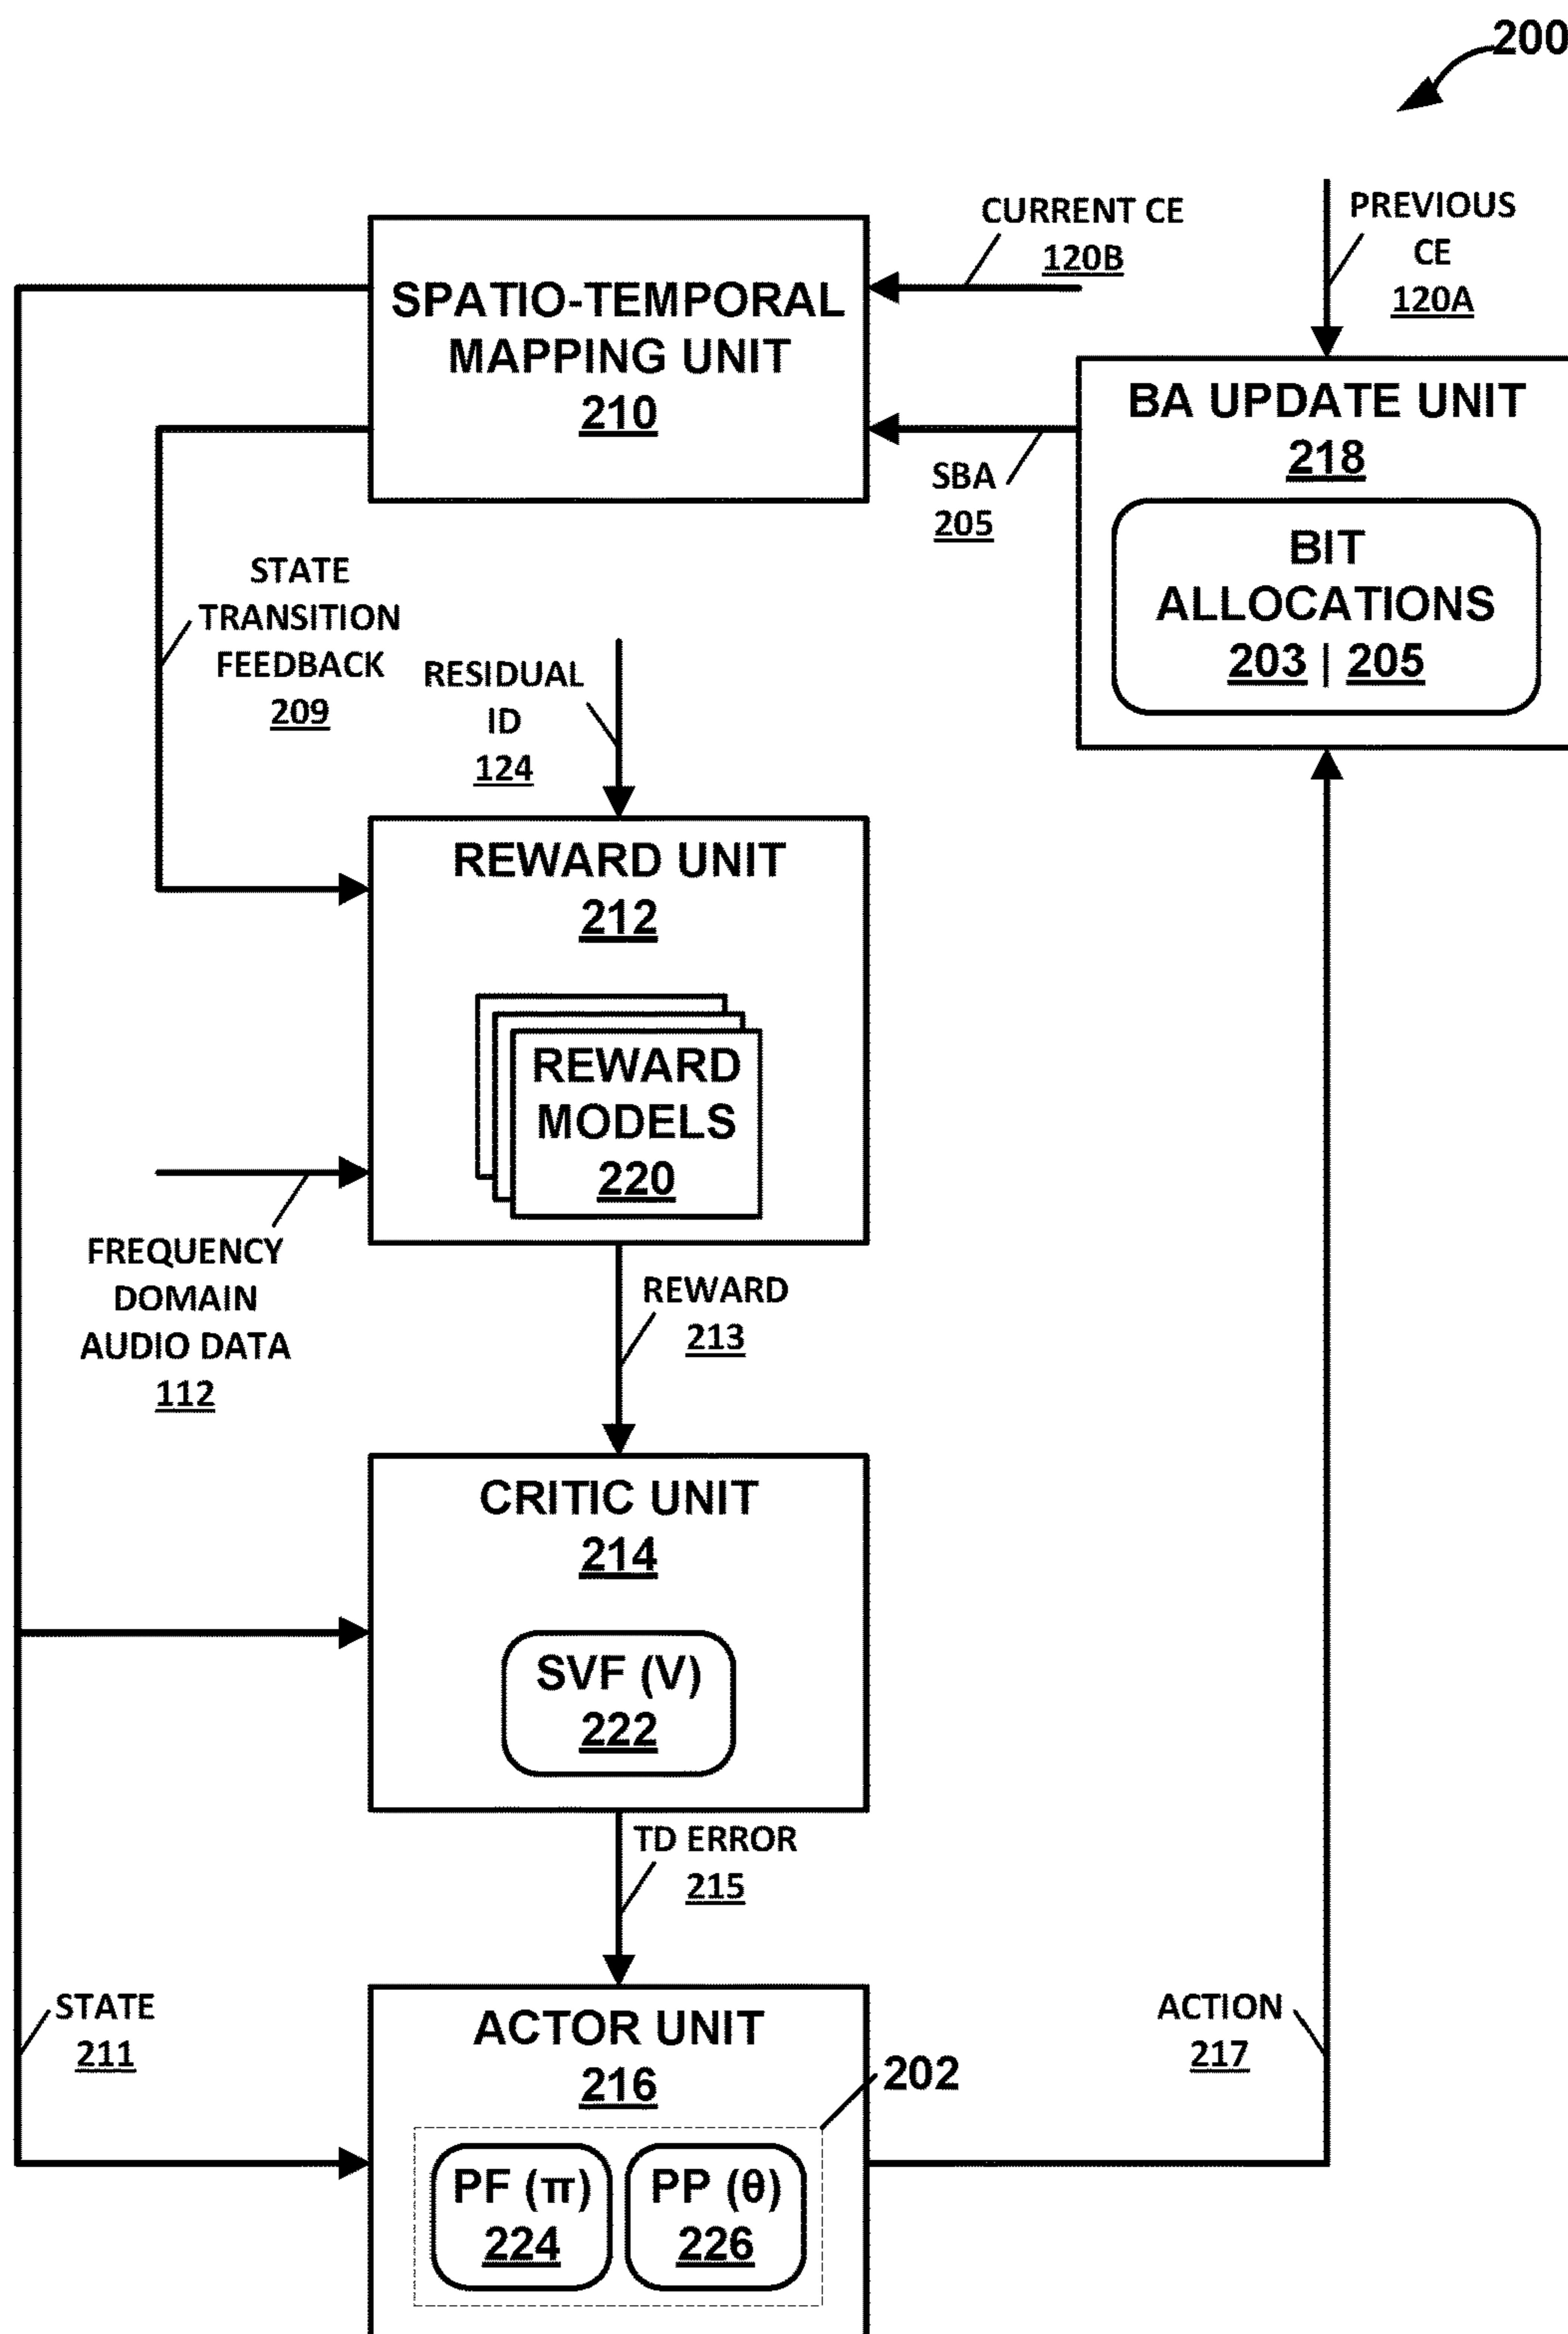 200
CURRENT CE
120B
PREVIOUS
CE
120A
SPATIO-TEMPORAL
MAPPING UNIT
210
SBA
205
BA UPDATE UNIT
218
BIT
ALLOCATIONS
203 | 205
STATE
TRANSITION
FEEDBACK
209
RESIDUAL
ID
124
REWARD UNIT
212
REWARD
MODELS
220
FREQUENCY
DOMAIN
AUDIO DATA
112
REWARD
213
CRITIC UNIT
214
SVF (V)
222
TD ERROR
215
STATE
211
ACTOR UNIT
216
202
PF (π)
224
PP (θ)
226
ACTION
217